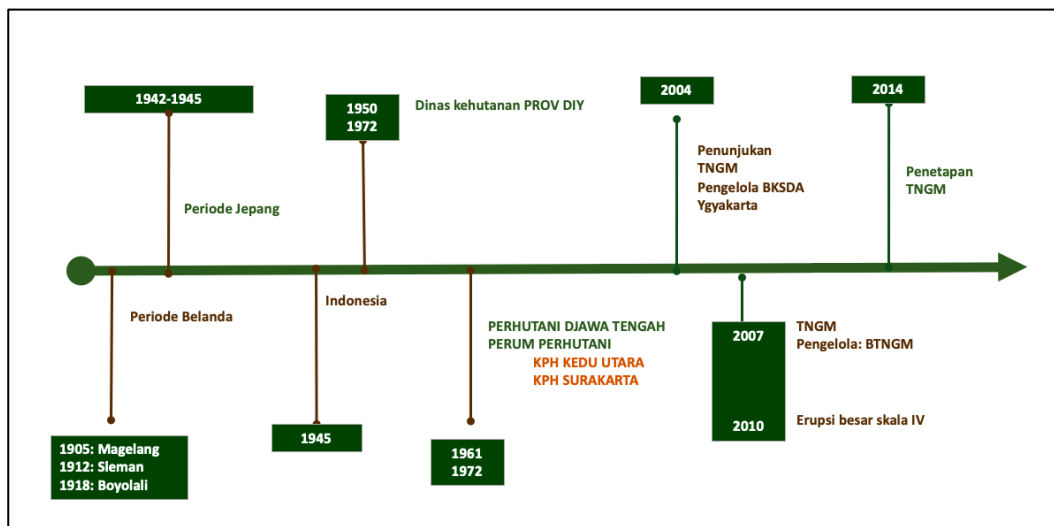 1942-1945
Periode Jepang
1950
1972
Dinas kehutanan PROV DIY
2004
Penunjukan
TNGM
Pengelola BKSDA
Ygyakarta
2014
Penetapan
TNGM
Periode Belanda
1905: Magelang
1912: Sleman
1918: Boyolali
Indonesia
1945
PERHUTANI DJAWA TENGAH
PERUM PERHUTANI
KPH KEDU UTARA
KPH SURAKARTA
1961
1972
2007
TNGM
Pengelola: BTNGM
2010
Erupsi besar skala IV